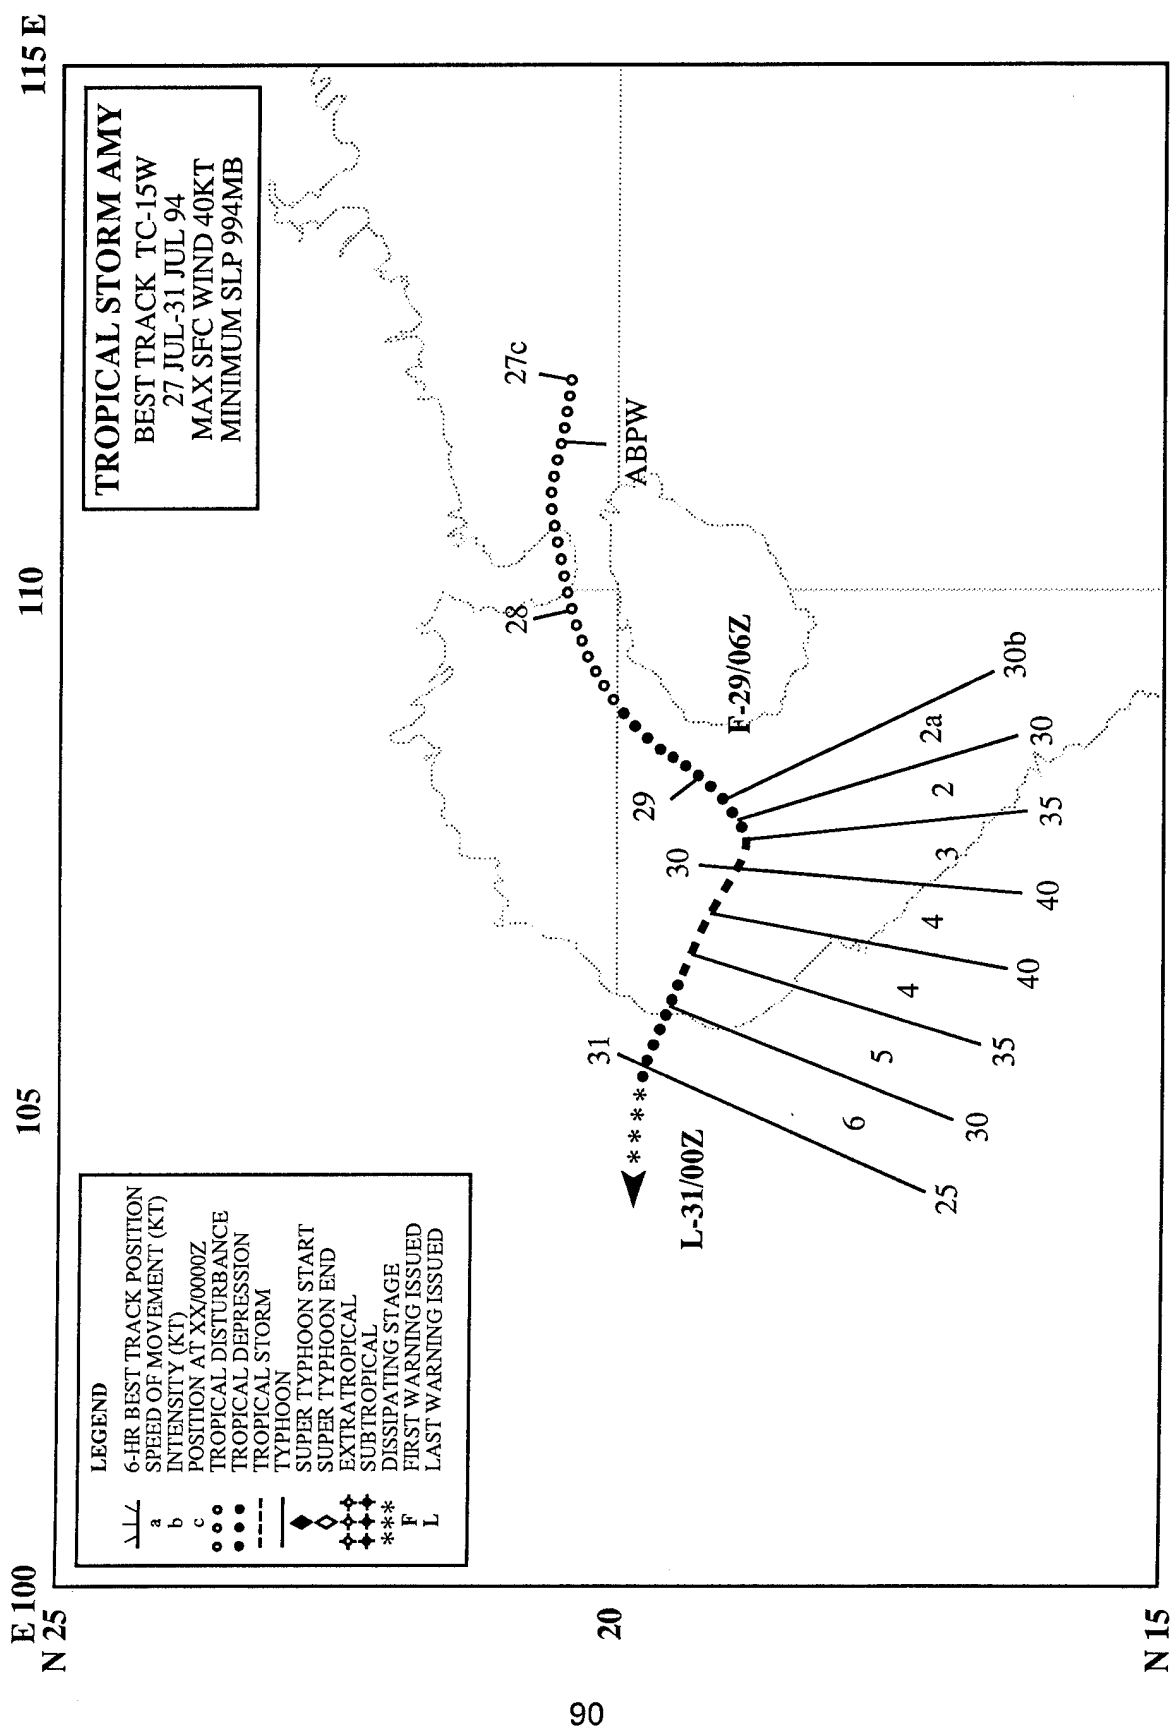 E 100
105
110
115 E
N 25
20
N 15
LEGEND
6-HR BEST TRACK POSITION
a SPEED OF MOVEMENT (KT)
b INTENSITY (KT)
c POSITION AT XX/0000Z
TROPICAL DISTURBANCE
TROPICAL DEPRESSION
TROPICAL STORM
TYPHOON
SUPER TYPHOON START
SUPER TYPHOON END
EXTRATROPICAL
SUBTROPICAL
*** DISSIPATING STAGE
F FIRST WARNING ISSUED
L LAST WARNING ISSUED
TROPICAL STORM AMY
BEST TRACK TC-15W
27 JUL-31 JUL 94
MAX SFC WIND 40KT
MINIMUM SLP 994MB
27c
ABPW
28
29
30
31
F-29/06Z
L-31/00Z
****
25
6
30
5
35
4
40
4
40
3
35
2
30
2a
30b
90